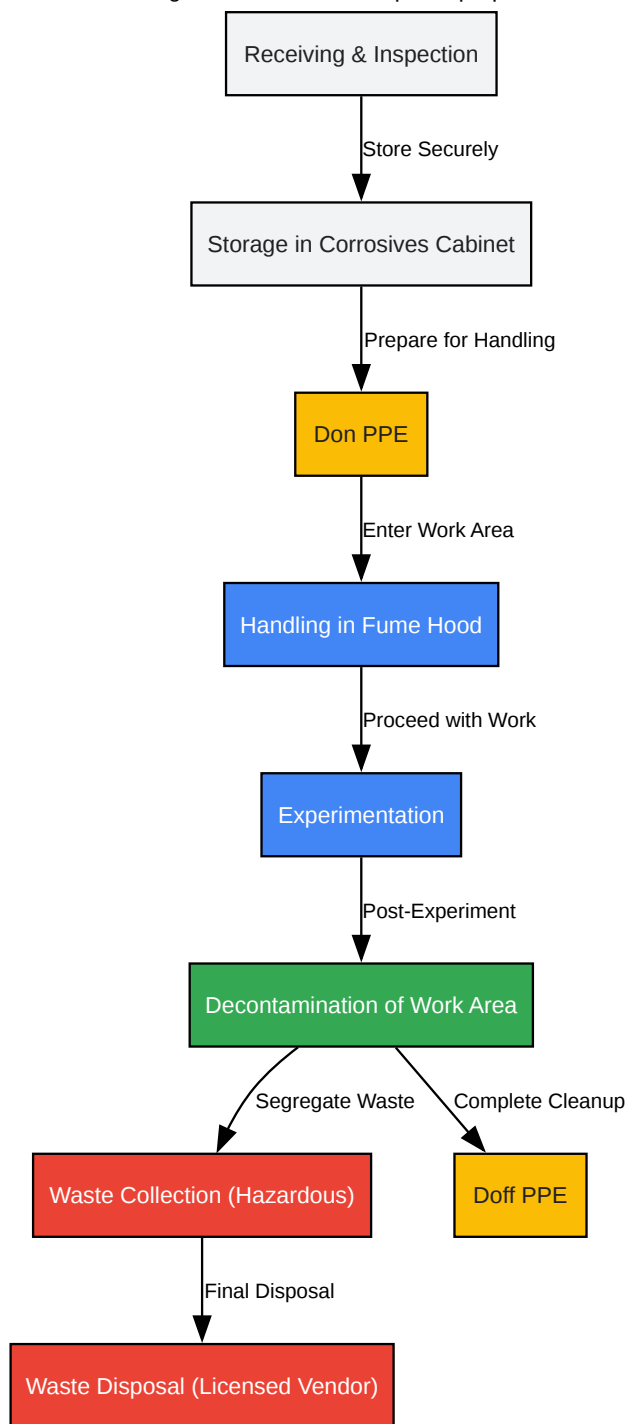 Receiving & Inspection
Store Securely
Storage in Corrosives Cabinet
Prepare for Handling
Don PPE
Enter Work Area
Handling in Fume Hood
Proceed with Work
Experimentation
Post-Experiment
Decontamination of Work Area
Segregate Waste
Complete Cleanup
Waste Collection (Hazardous)
Doff PPE
Final Disposal
Waste Disposal (Licensed Vendor)